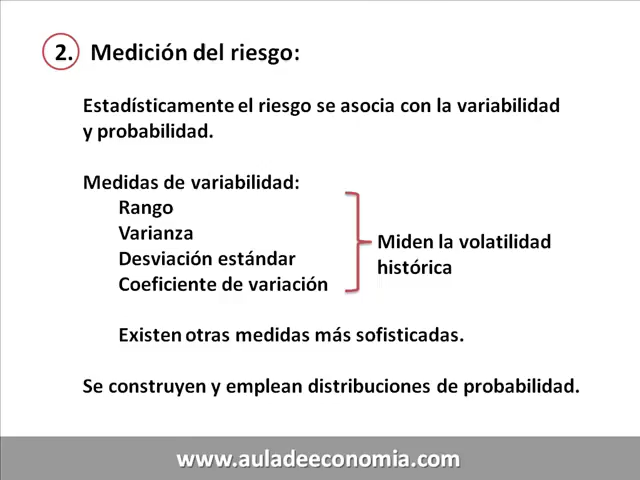 2. Medición del riesgo:
Estadísticamente el riesgo se asocia con la variabilidad
y probabilidad.
Medidas de variabilidad:
Rango
Varianza
Desviación estándar
Coeficiente de variación
Miden la volatilidad
histórica
Existen otras medidas más sofisticadas.
Se construyen y emplean distribuciones de probabilidad.
www.auladeeconomia.com